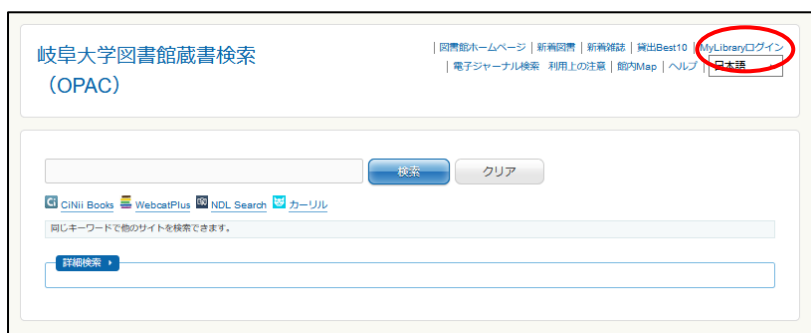 岐阜大学図書館蔵書検索
（OPAC）
｜図書館ホームページ｜新着図書｜新着雑誌｜貸出Best10｜MyLibraryログイン
｜電子ジャーナル検索 利用上の注意｜館内Map｜ヘルプ｜日本語
検索 クリア
CiNii Books WebcatPlus NDL Search カーリル
同じキーワードで他のサイトを検索できます。
詳細検索